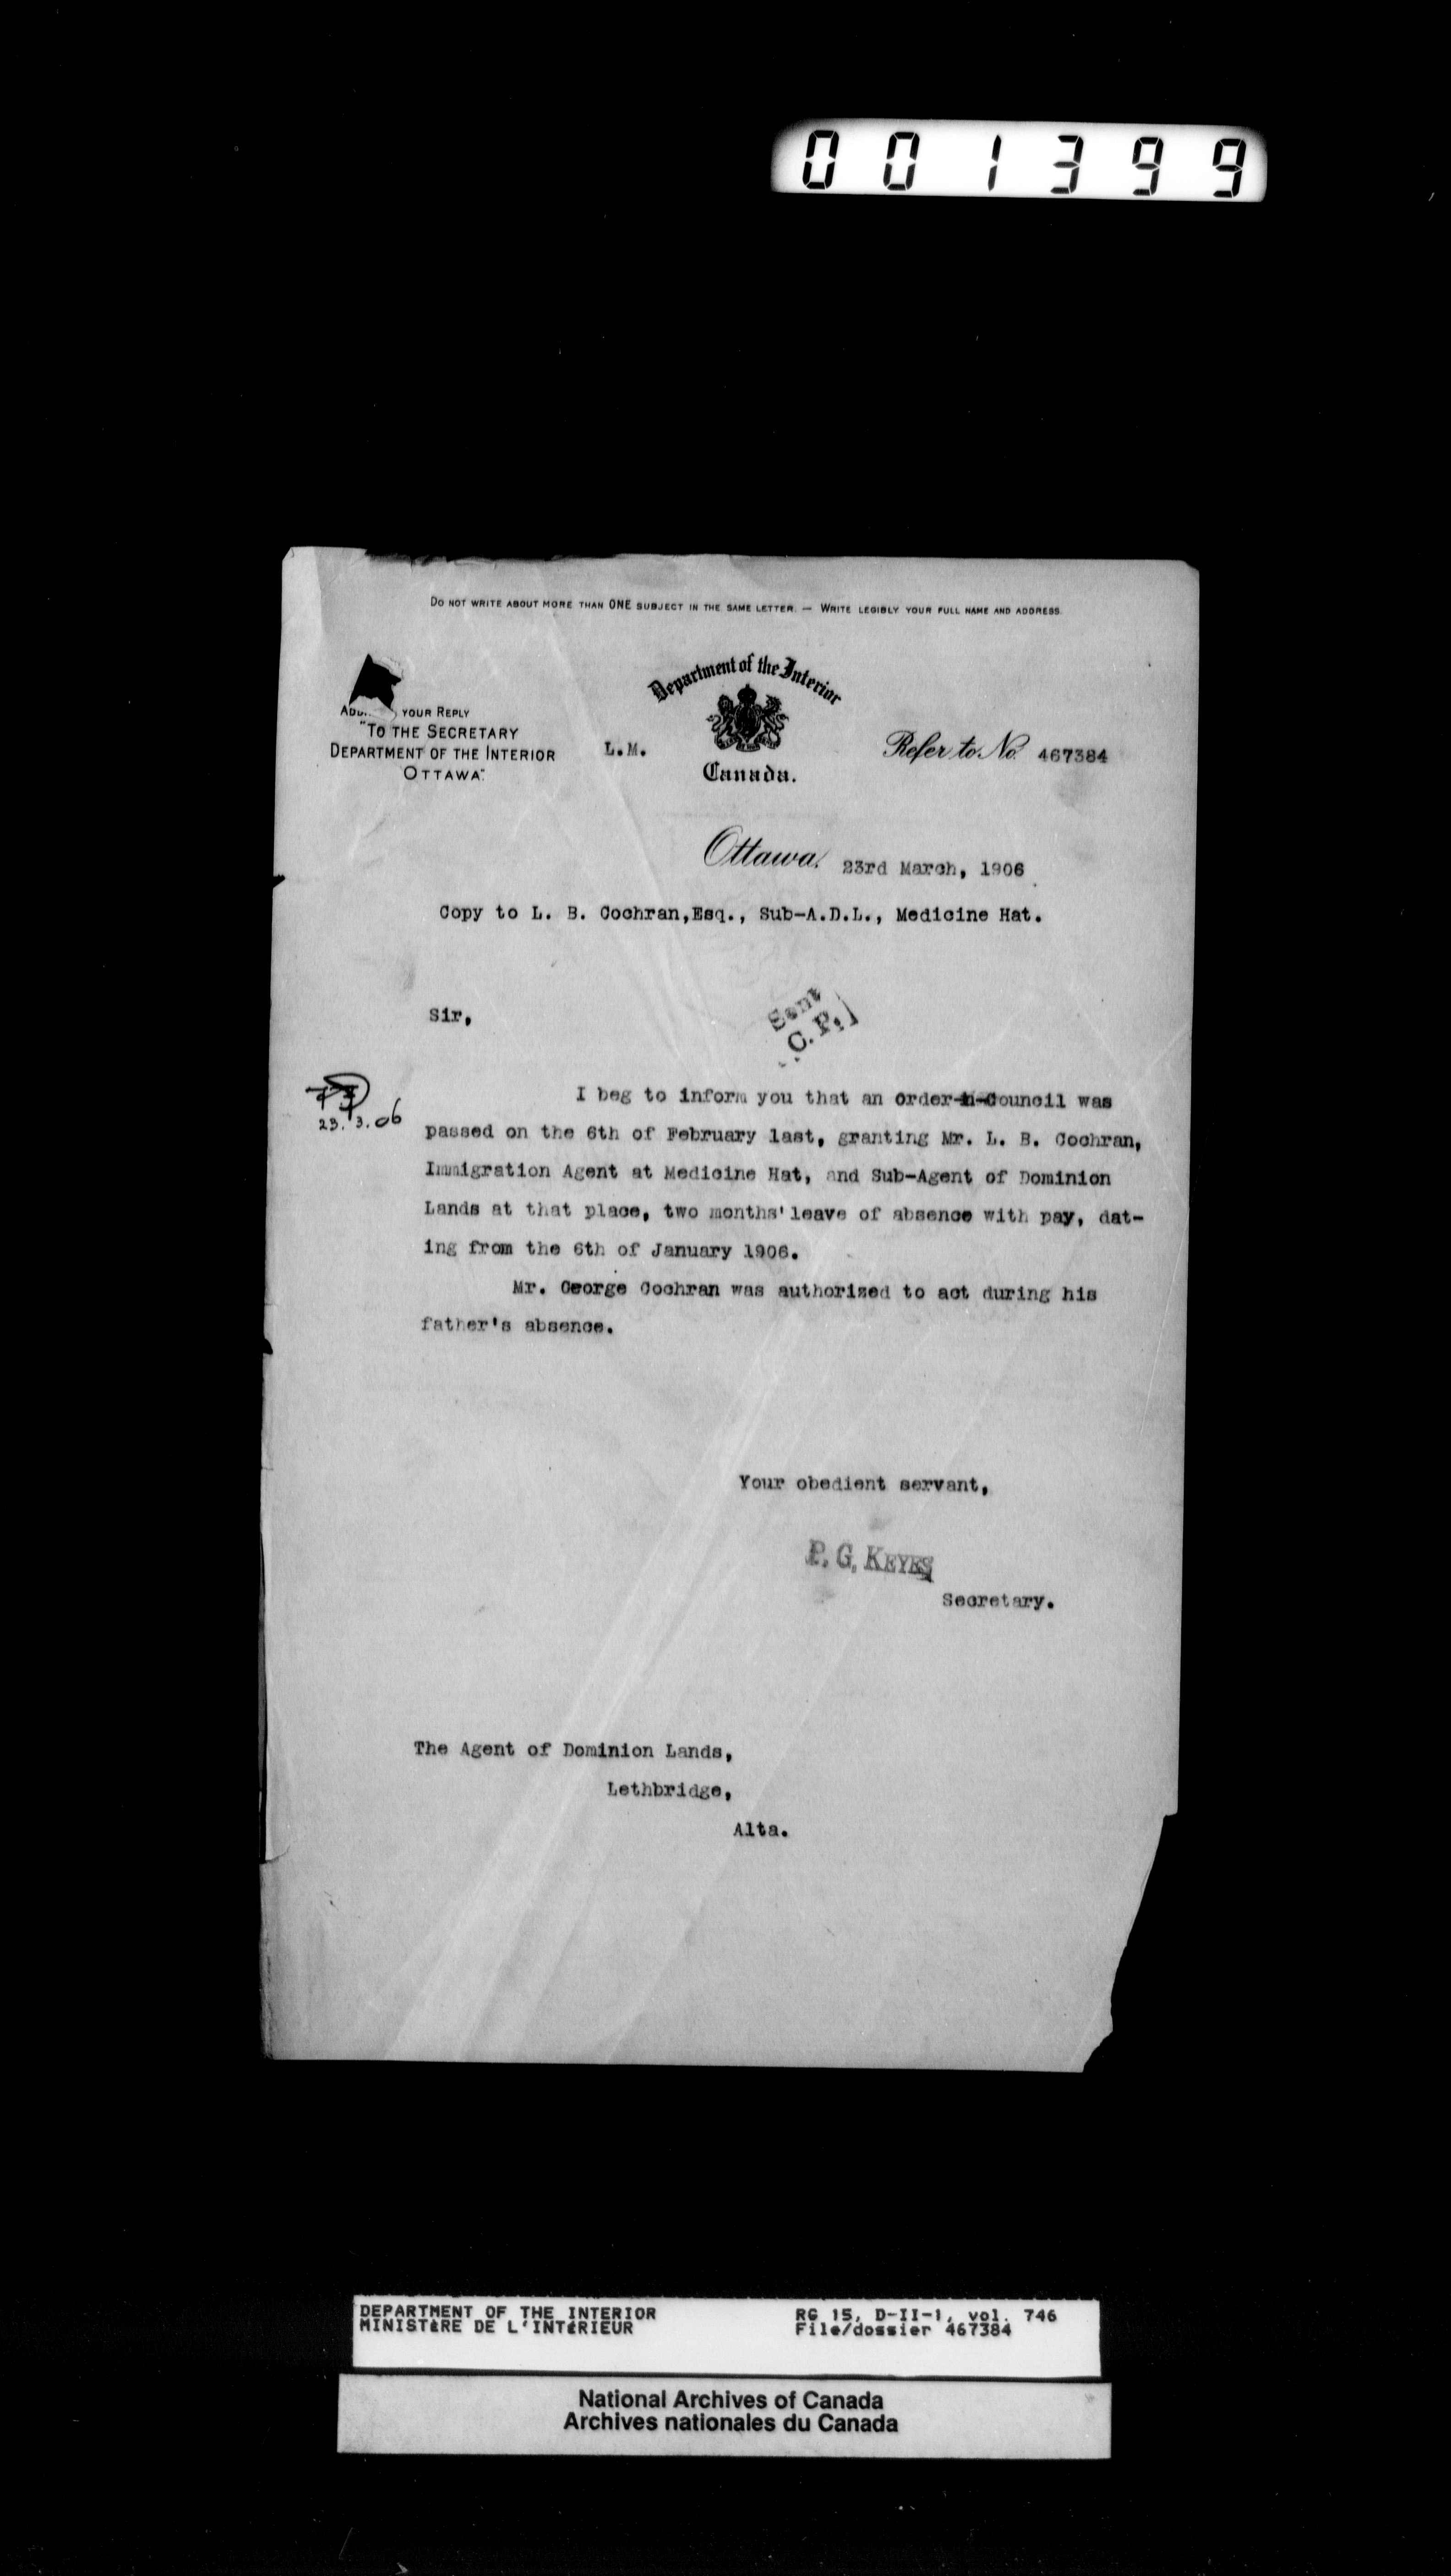 001399
DO NOT WRITE ABOUT MORE THAN ONE SUBJECT IN THE SAME LETTER. — WRITE LEGIBLY YOUR FULL NAME AND ADDRESS.
Department of the Interior
YOUR REPLY
"TO THE SECRETARY
DEPARTMENT OF THE INTERIOR
OTTAWA".
L.M.
Canada.
Refer to No. 467384
Ottawa, 23rd March, 1906
Copy to L. B. Cochran,Esq., Sub-A.D.L., Medicine Hat.
Sent
C. P.
Sir,
23.3.06
I beg to inform you that an Order-in-Council was
passed on the 6th of February last, granting Mr. L. B. Cochran,
Immigration Agent at Medicine Hat, and Sub-Agent of Dominion
Lands at that place, two months' leave of absence with pay, dat-
ing from the 6th of January 1906.
Mr. George Cochran was authorized to act during his
father's absence.
Your obedient servant,
P. G. KEYES
Secretary.
The Agent of Dominion Lands,
Lethbridge,
Alta.
DEPARTMENT OF THE INTERIOR
MINISTÈRE DE L'INTÉRIEUR
RG 15, D-II-1, vol. 746
File/dossier 467384
National Archives of Canada
Archives nationales du Canada